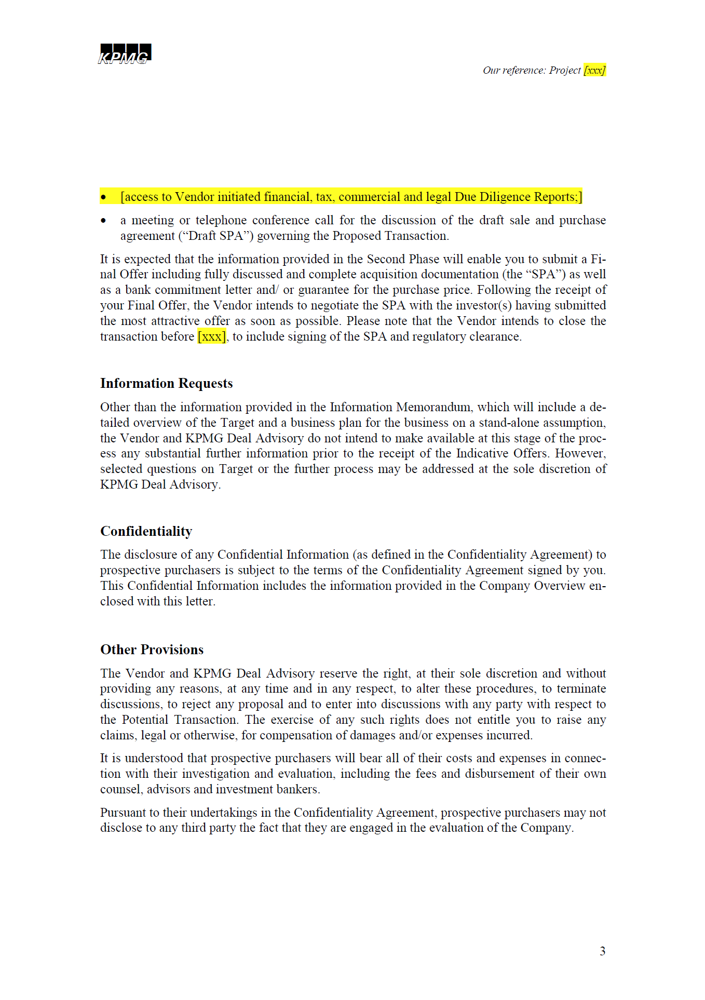 KPMG
Our reference: Project [xxx]
• [access to Vendor initiated financial, tax, commercial and legal Due Diligence Reports;]
• a meeting or telephone conference call for the discussion of the draft sale and purchase
agreement (“Draft SPA”) governing the Proposed Transaction.
It is expected that the information provided in the Second Phase will enable you to submit a Fi-
nal Offer including fully discussed and complete acquisition documentation (the “SPA”) as well
as a bank commitment letter and/ or guarantee for the purchase price. Following the receipt of
your Final Offer, the Vendor intends to negotiate the SPA with the investor(s) having submitted
the most attractive offer as soon as possible. Please note that the Vendor intends to close the
transaction before [xxx], to include signing of the SPA and regulatory clearance.
Information Requests
Other than the information provided in the Information Memorandum, which will include a de-
tailed overview of the Target and a business plan for the business on a stand-alone assumption,
the Vendor and KPMG Deal Advisory do not intend to make available at this stage of the proc-
ess any substantial further information prior to the receipt of the Indicative Offers. However,
selected questions on Target or the further process may be addressed at the sole discretion of
KPMG Deal Advisory.
Confidentiality
The disclosure of any Confidential Information (as defined in the Confidentiality Agreement) to
prospective purchasers is subject to the terms of the Confidentiality Agreement signed by you.
This Confidential Information includes the information provided in the Company Overview en-
closed with this letter.
Other Provisions
The Vendor and KPMG Deal Advisory reserve the right, at their sole discretion and without
providing any reasons, at any time and in any respect, to alter these procedures, to terminate
discussions, to reject any proposal and to enter into discussions with any party with respect to
the Potential Transaction. The exercise of any such rights does not entitle you to raise any
claims, legal or otherwise, for compensation of damages and/or expenses incurred.
It is understood that prospective purchasers will bear all of their costs and expenses in connec-
tion with their investigation and evaluation, including the fees and disbursement of their own
counsel, advisors and investment bankers.
Pursuant to their undertakings in the Confidentiality Agreement, prospective purchasers may not
disclose to any third party the fact that they are engaged in the evaluation of the Company.
3